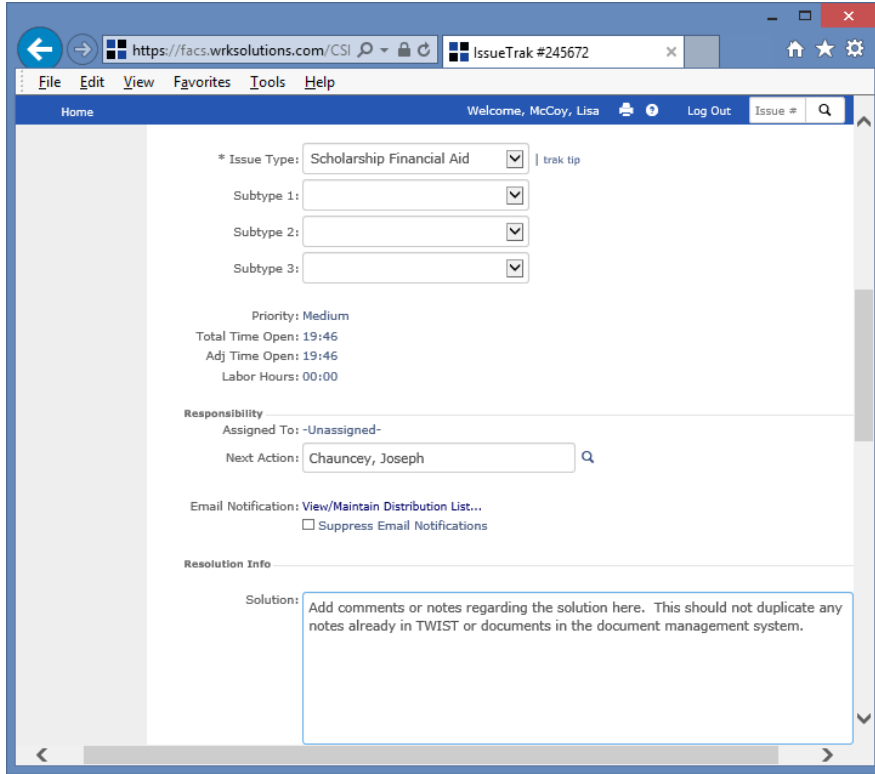 https://facs.wrksolutions.com/CSI
IssueTrak #245672
File Edit View Favorites Tools Help
Home Welcome, McCoy, Lisa Log Out Issue #
* Issue Type: Scholarship Financial Aid | trak tip
Subtype 1:
Subtype 2:
Subtype 3:
Priority: Medium
Total Time Open: 19:46
Adj Time Open: 19:46
Labor Hours: 00:00
Responsibility
Assigned To: -Unassigned-
Next Action: Chauncey, Joseph
Email Notification: View/Maintain Distribution List...
Suppress Email Notifications
Resolution Info
Solution: Add comments or notes regarding the solution here. This should not duplicate any
notes already in TWIST or documents in the document management system.